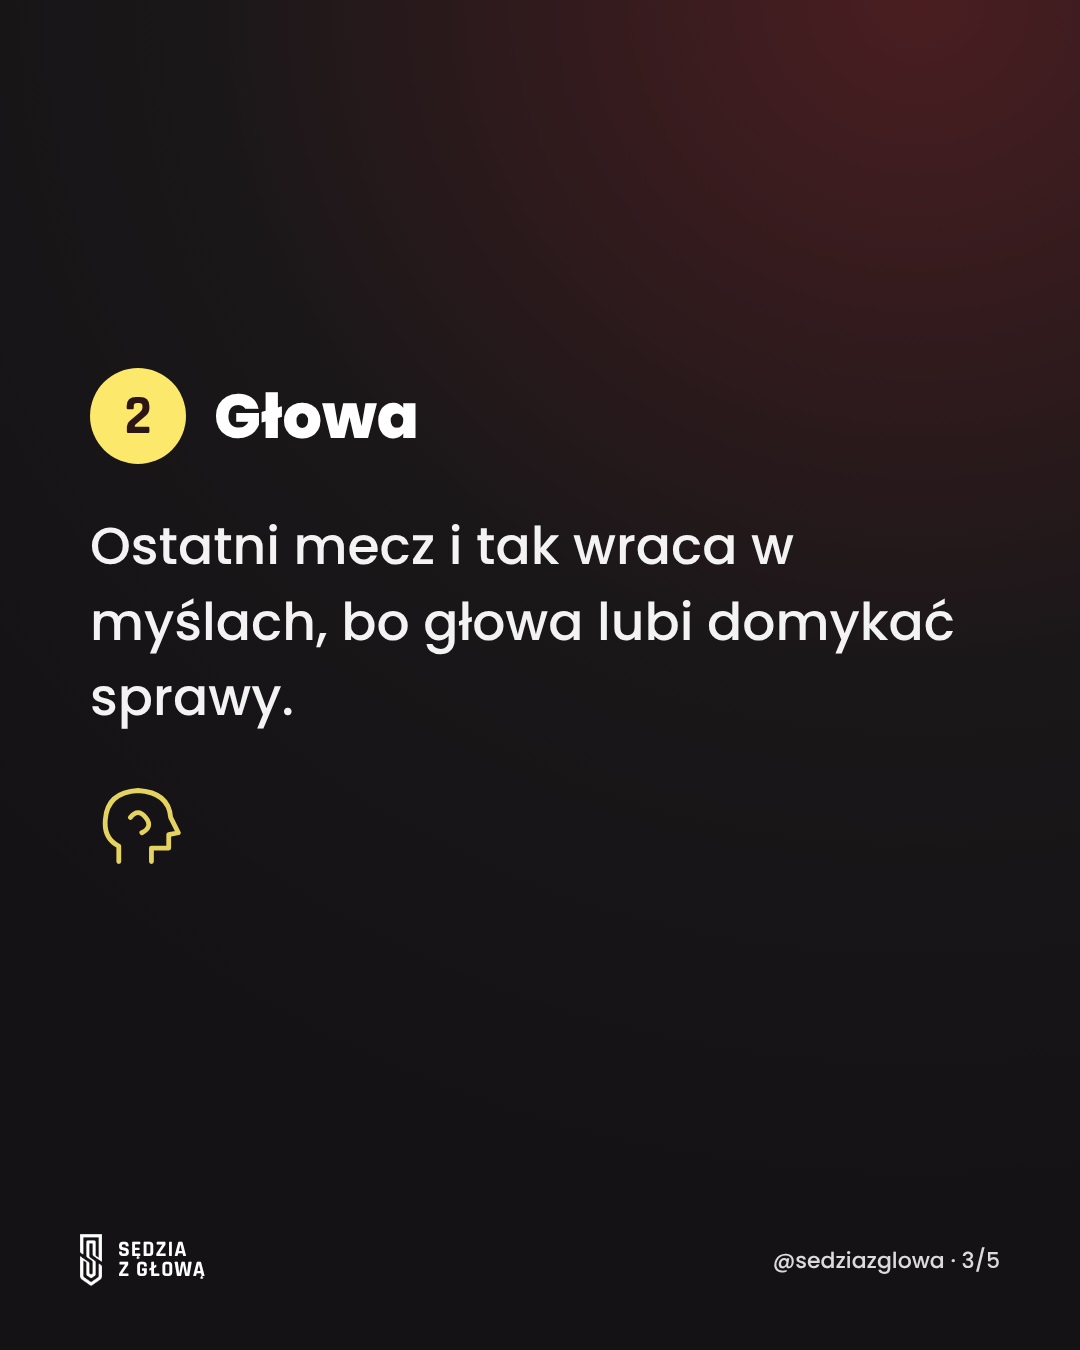 2 Głowa
Ostatni mecz i tak wraca w
myślach, bo głowa lubi domykać
sprawy.
SĘDZIA
Z GŁOWĄ
@sedziazglowa · 3/5